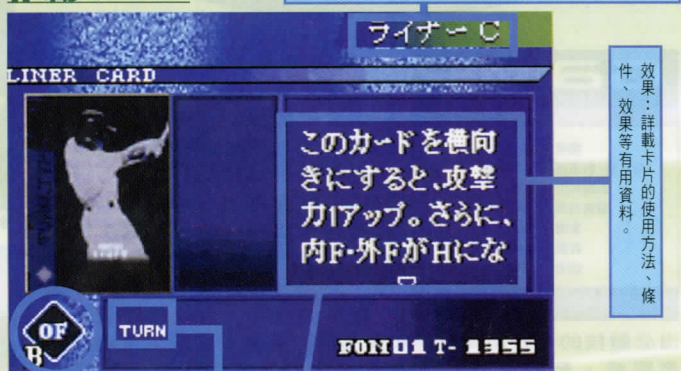 ライナー C
LINER CARD
このカードを横向
きにすると、攻撃
力1アップ。さらに、
内F・外FがHにな
OF
B
TURN
FON01 T- 1355
效果：詳載卡片的使用方法、條
件、效果等有用資料。